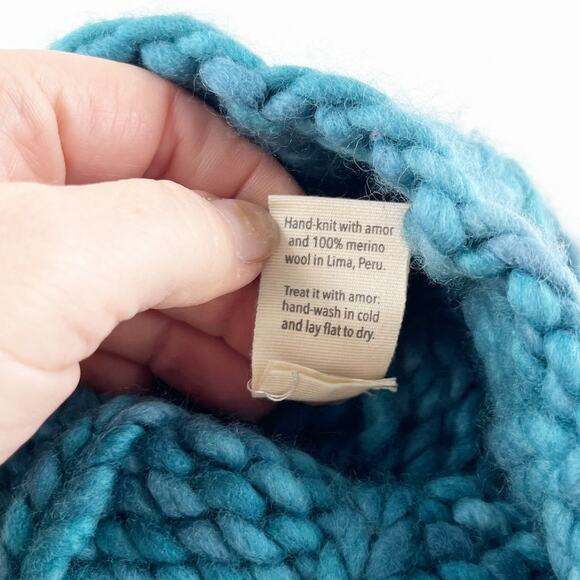 Hand-knit with amor
and 100% merino
wool in Lima, Peru.
Treat it with amor:
hand-wash in cold
and lay flat to dry.